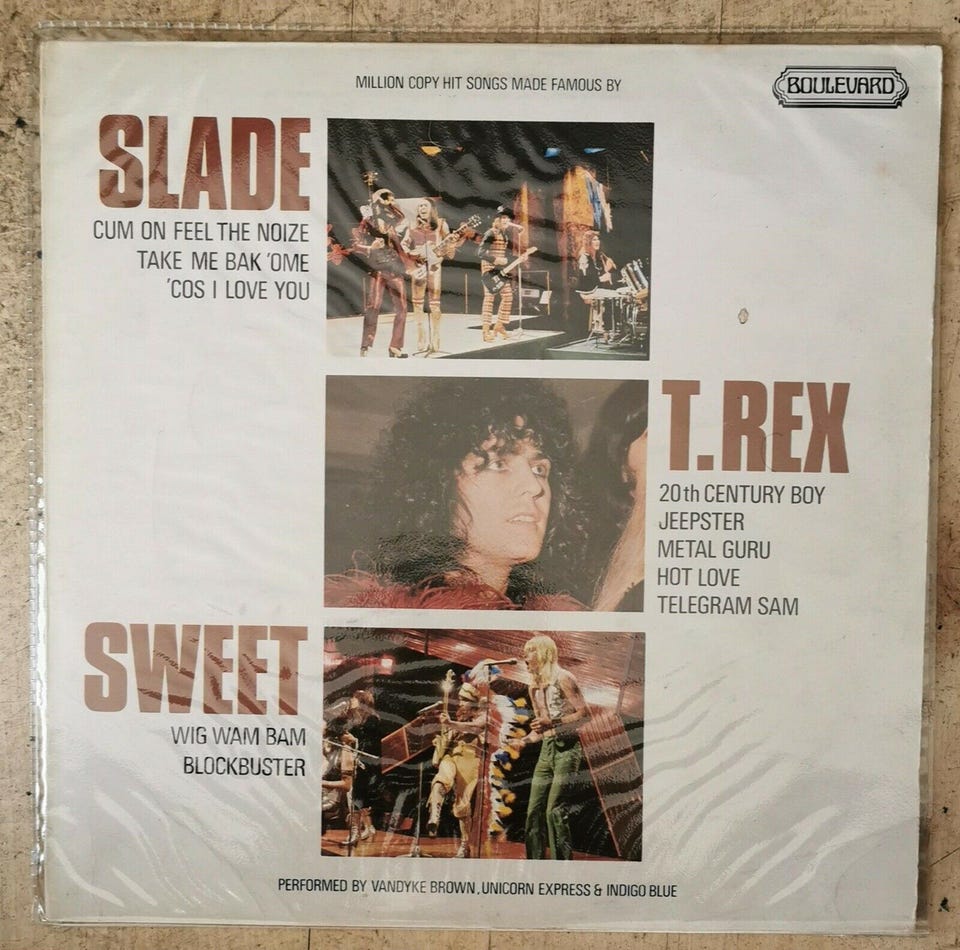 MILLION COPY HIT SONGS MADE FAMOUS BY
BOULEVARD
SLADE
CUM ON FEEL THE NOIZE
TAKE ME BAK 'OME
'COS I LOVE YOU
T.REX
20th CENTURY BOY
JEEPSTER
METAL GURU
HOT LOVE
TELEGRAM SAM
SWEET
WIG WAM BAM
BLOCKBUSTER
PERFORMED BY VANDYKE BROWN, UNICORN EXPRESS & INDIGO BLUE